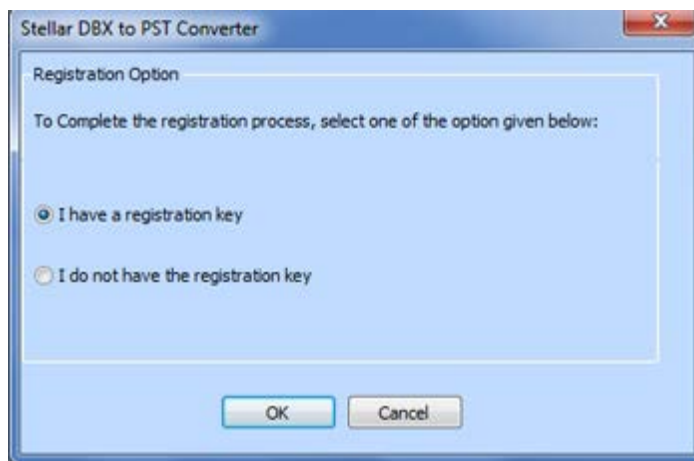 Stellar DBX to PST Converter
Registration Option
To Complete the registration process, select one of the option given below:
I have a registration key
I do not have the registration key
OK Cancel